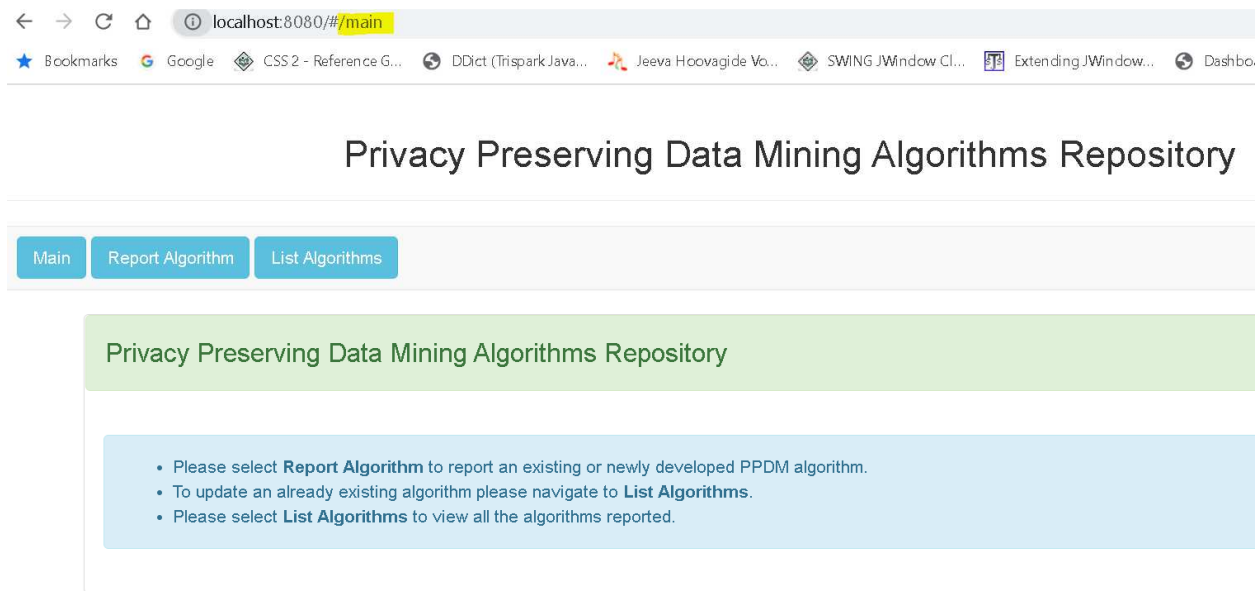 localhost:8080/#/main
Bookmarks Google CSS 2 - Reference G... DDict (Trispark Java... Jeeva Hoovagide Vo... SWING JWindow Cl... Extending JWindow... Dashboa
Privacy Preserving Data Mining Algorithms Repository
Main Report Algorithm List Algorithms
Privacy Preserving Data Mining Algorithms Repository
• Please select Report Algorithm to report an existing or newly developed PPDM algorithm.
• To update an already existing algorithm please navigate to List Algorithms.
• Please select List Algorithms to view all the algorithms reported.